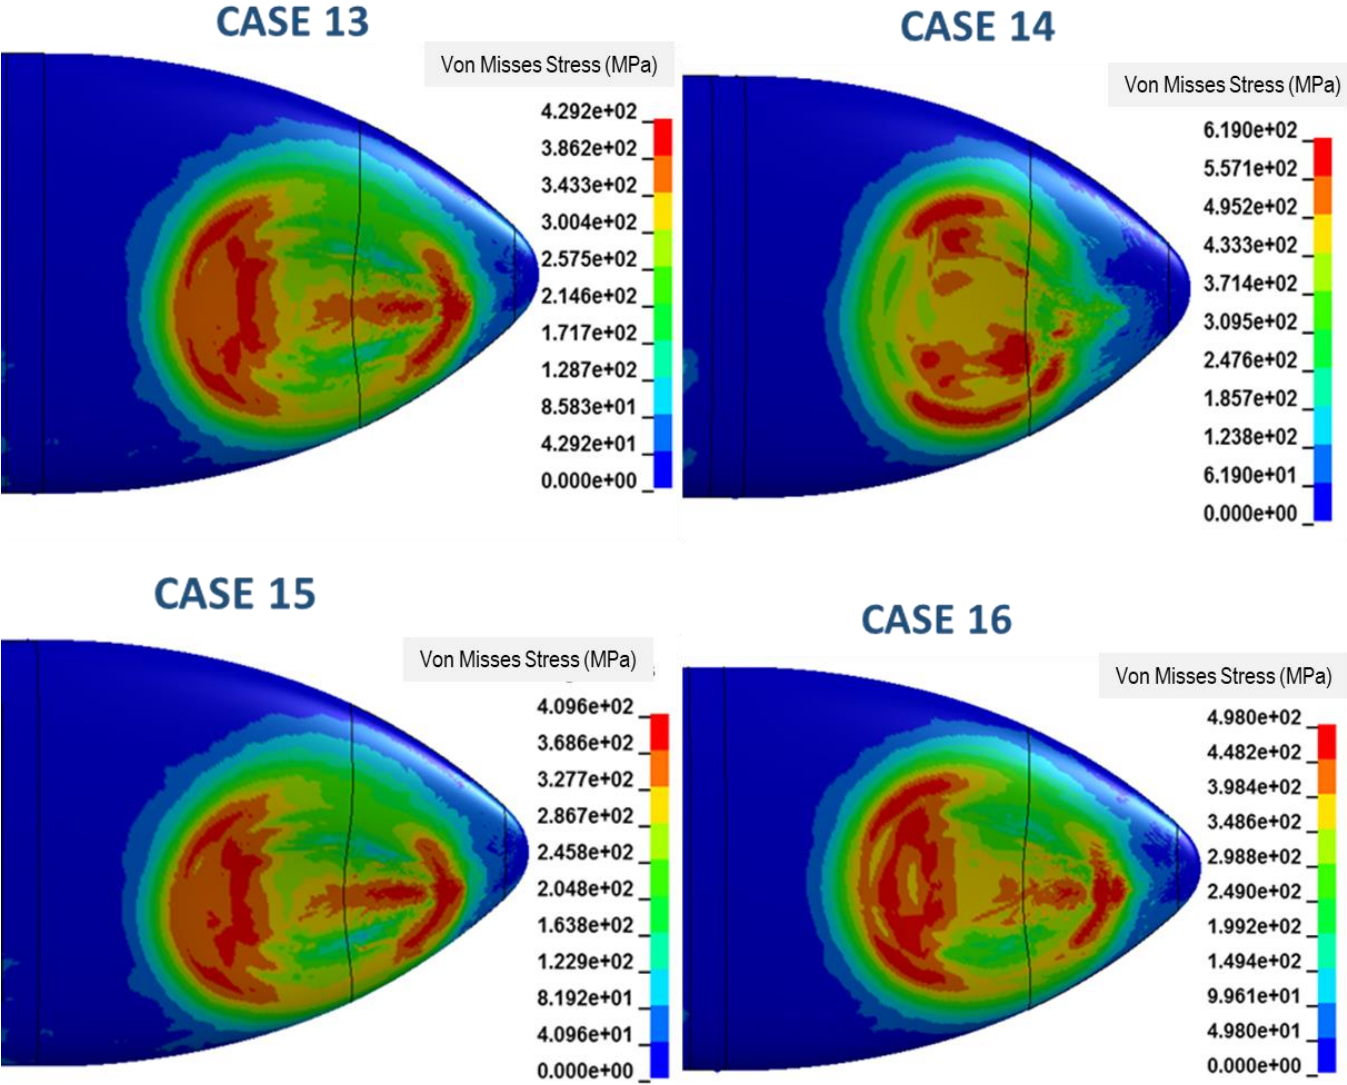 CASE 13
Von Misses Stress (MPa)
4.292e+02
3.862e+02
3.433e+02
3.004e+02
2.575e+02
2.146e+02
1.717e+02
1.287e+02
8.583e+01
4.292e+01
0.000e+00
CASE 14
Von Misses Stress (MPa)
6.190e+02
5.571e+02
4.952e+02
4.333e+02
3.714e+02
3.095e+02
2.476e+02
1.857e+02
1.238e+02
6.190e+01
0.000e+00
CASE 15
Von Misses Stress (MPa)
4.096e+02
3.686e+02
3.277e+02
2.867e+02
2.458e+02
2.048e+02
1.638e+02
1.229e+02
8.192e+01
4.096e+01
0.000e+00
CASE 16
Von Misses Stress (MPa)
4.980e+02
4.482e+02
3.984e+02
3.486e+02
2.988e+02
2.490e+02
1.992e+02
1.494e+02
9.961e+01
4.980e+01
0.000e+00